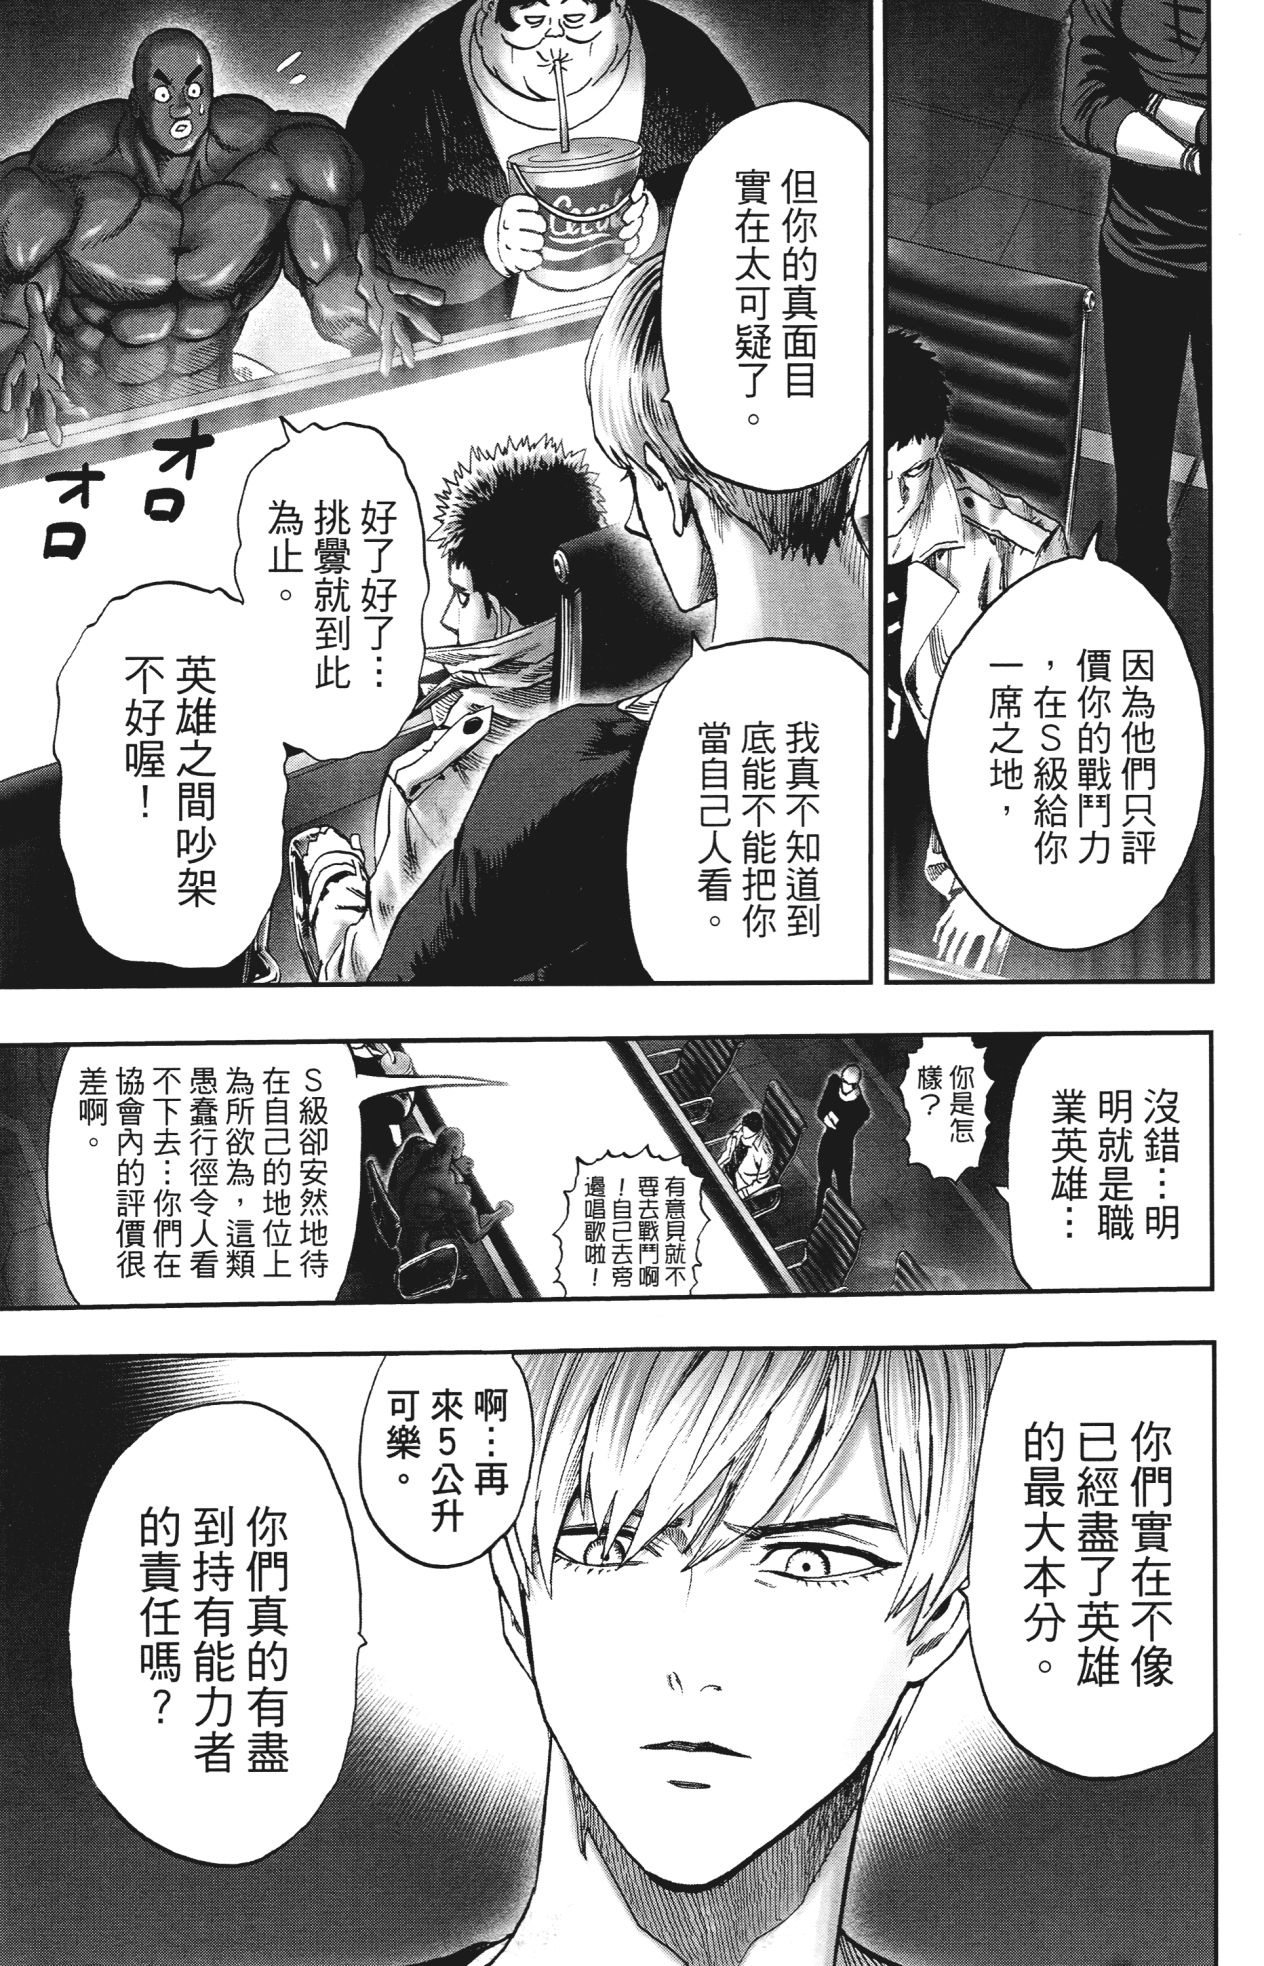 因為他們只評
價你的戰鬥力
，在S級給你
一席之地，
但你的真面目
實在太可疑了。
我真不知道到
底能不能把你
當自己人看。
好了好了…
挑釁就到此
為止。
英雄之間吵架
不好喔！
オロ
オロ
Coca
沒錯…明
明就是職
業英雄…
你是怎
樣？
有意見就不
要去戰鬥啊
！自己去旁
邊唱歌啦！
S級卻安然地待
在自己的地位上
為所欲為，這類
愚蠢行徑令人看
不下去…你們在
協會內的評價很
差啊。
你們實在不像
已經盡了英雄
的最大本分。
啊…再
來5公升
可樂。
你們真的有盡
到持有能力者
的責任嗎？